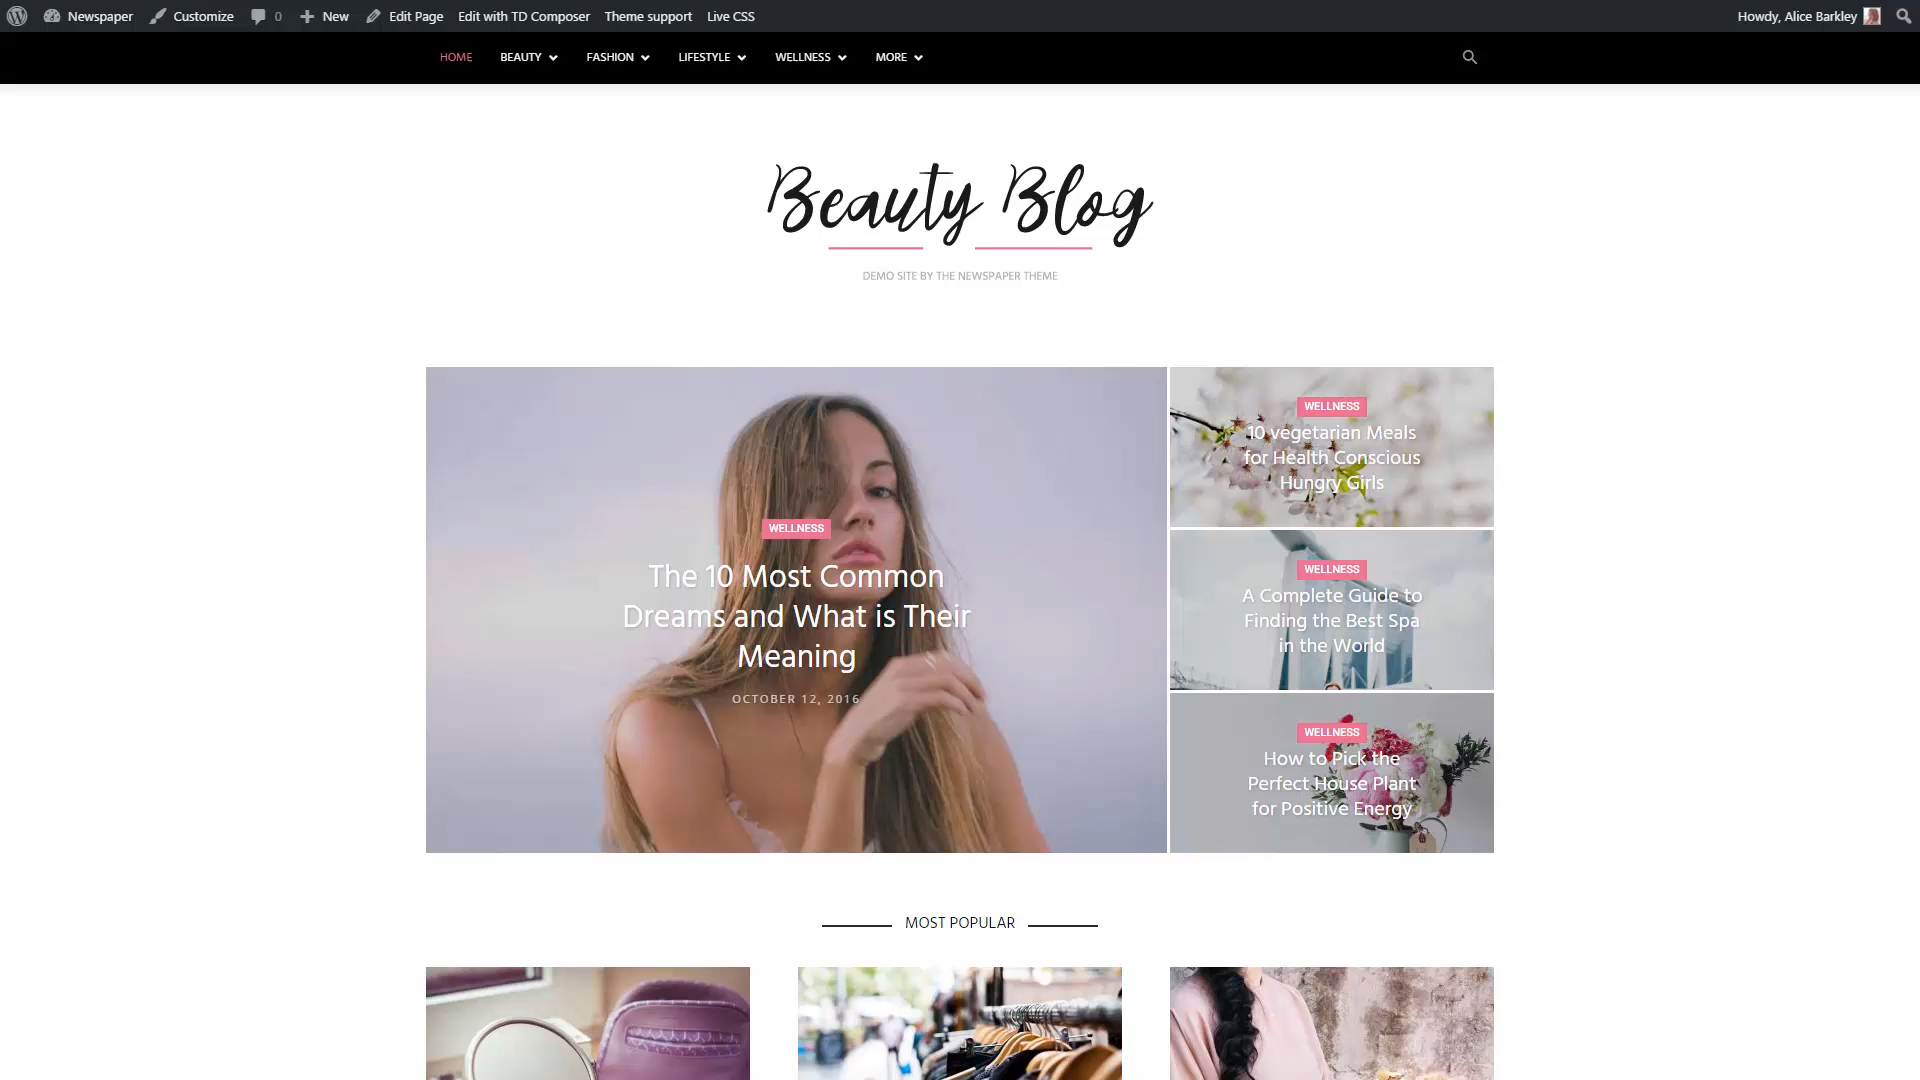 Newspaper Customize 0 New Edit Page Edit with TD Composer Theme support Live CSS Howdy, Alice Barkley
HOME BEAUTY FASHION LIFESTYLE WELLNESS MORE
Beauty Blog
DEMO SITE BY THE NEWSPAPER THEME
WELLNESS
The 10 Most Common
Dreams and What is Their
Meaning
OCTOBER 12, 2016
WELLNESS
10 vegetarian Meals
for Health Conscious
Hungry Girls
WELLNESS
A Complete Guide to
Finding the Best Spa
in the World
WELLNESS
How to Pick the
Perfect House Plant
for Positive Energy
MOST POPULAR